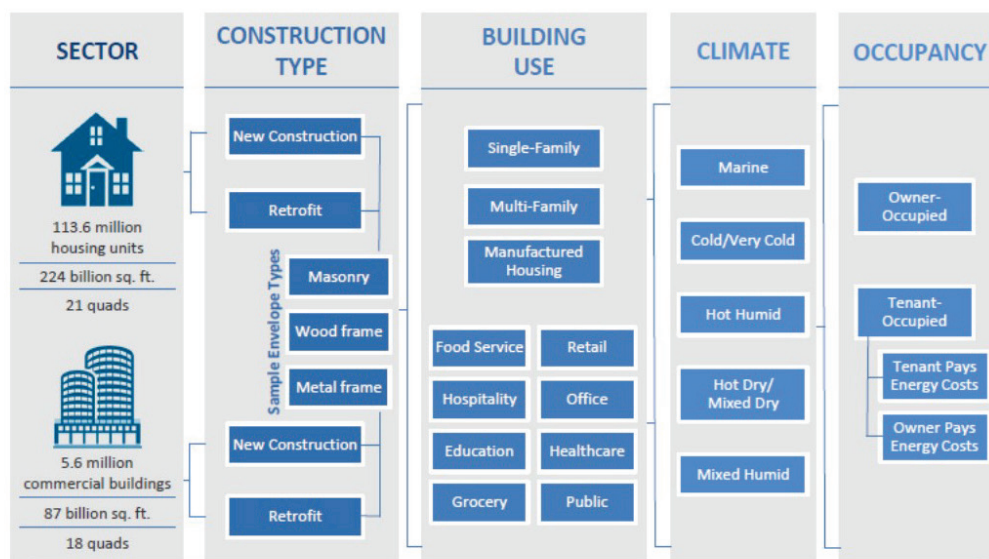 SECTOR
113.6 million
housing units
224 billion sq. ft.
21 quads
5.6 million
commercial buildings
87 billion sq. ft.
18 quads
CONSTRUCTION
TYPE
New Construction
Retrofit
Sample Envelope Types
Masonry
Wood frame
Metal frame
New Construction
Retrofit
BUILDING
USE
Single-Family
Multi-Family
Manufactured
Housing
Food Service
Retail
Hospitality
Office
Education
Healthcare
Grocery
Public
CLIMATE
Marine
Cold/Very Cold
Hot Humid
Hot Dry/
Mixed Dry
Mixed Humid
OCCUPANCY
Owner-
Occupied
Tenant-
Occupied
Tenant Pays
Energy Costs
Owner Pays
Energy Costs